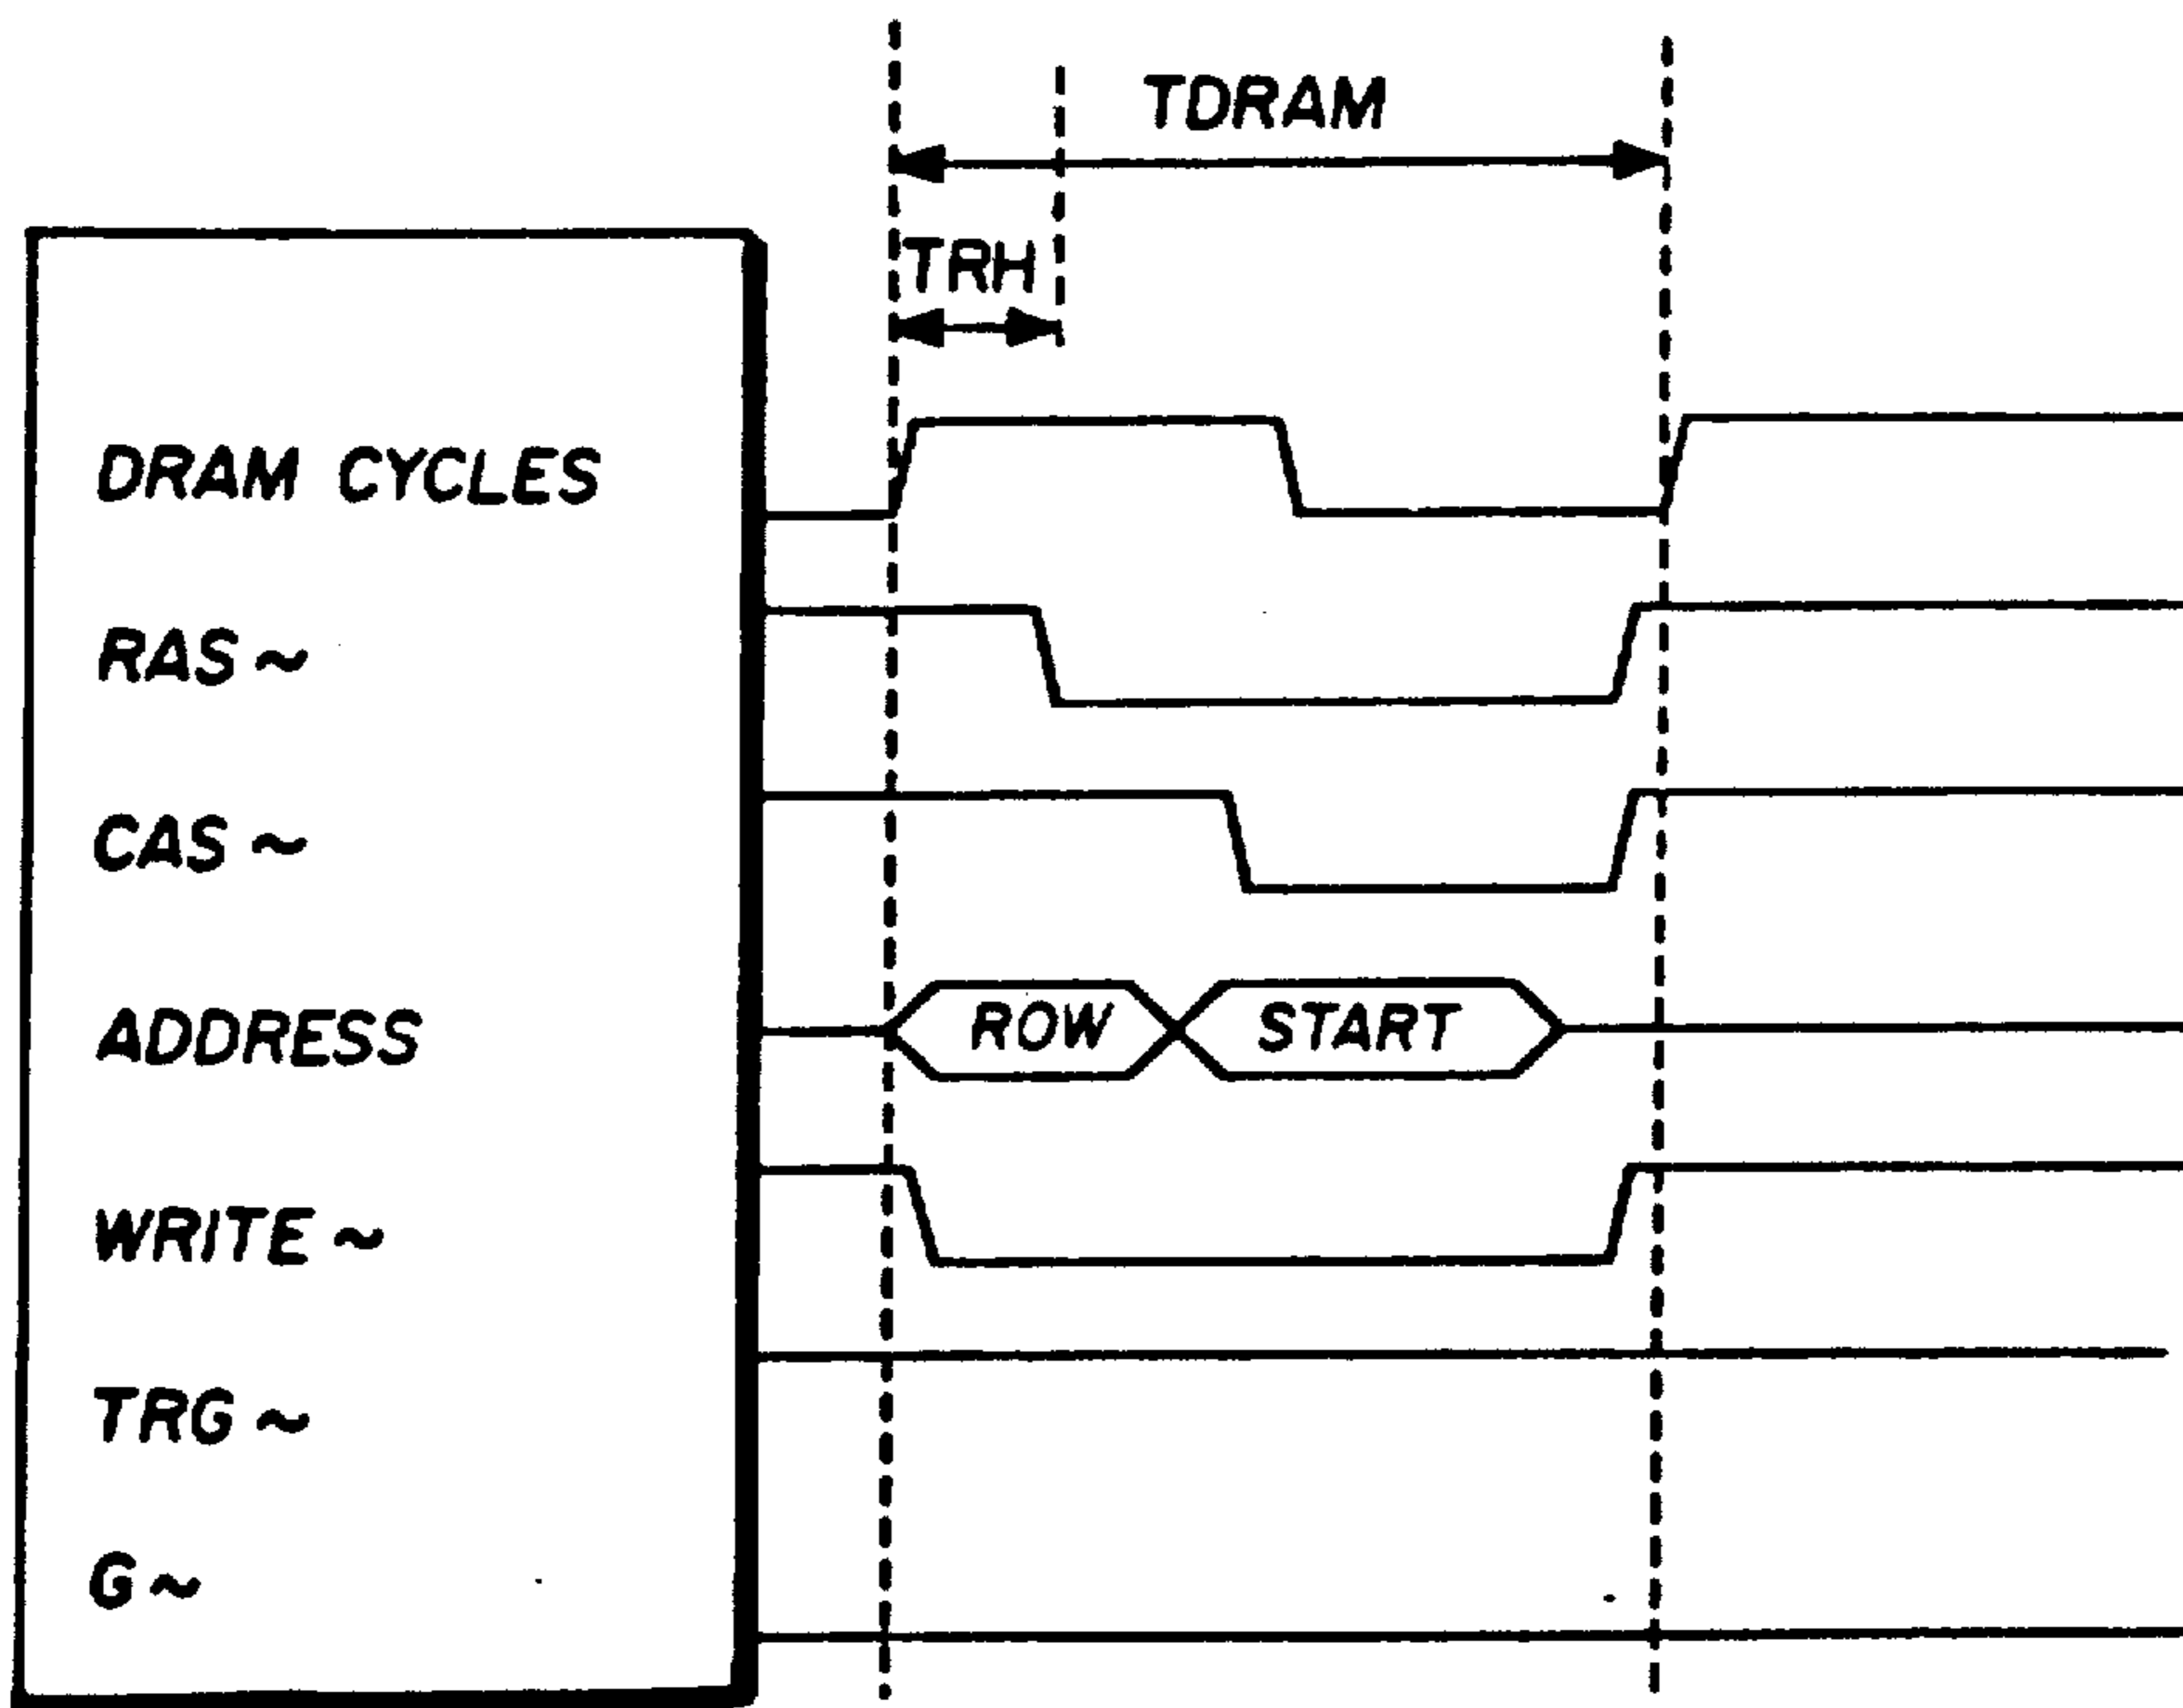 TDRAM
TRH
DRAM CYCLES
RAS ~
CAS ~
ADDRESS
ROW START
WRITE ~
TRG ~
G ~